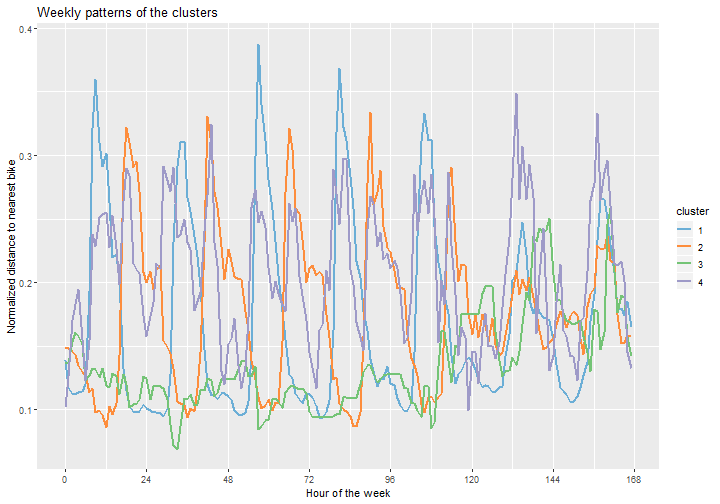 Weekly patterns of the clusters
Normalized distance to nearest bike
0.4
0.3
0.2
0.1
0 24 48 72 96 120 144 168
Hour of the week
cluster
1
2
3
4